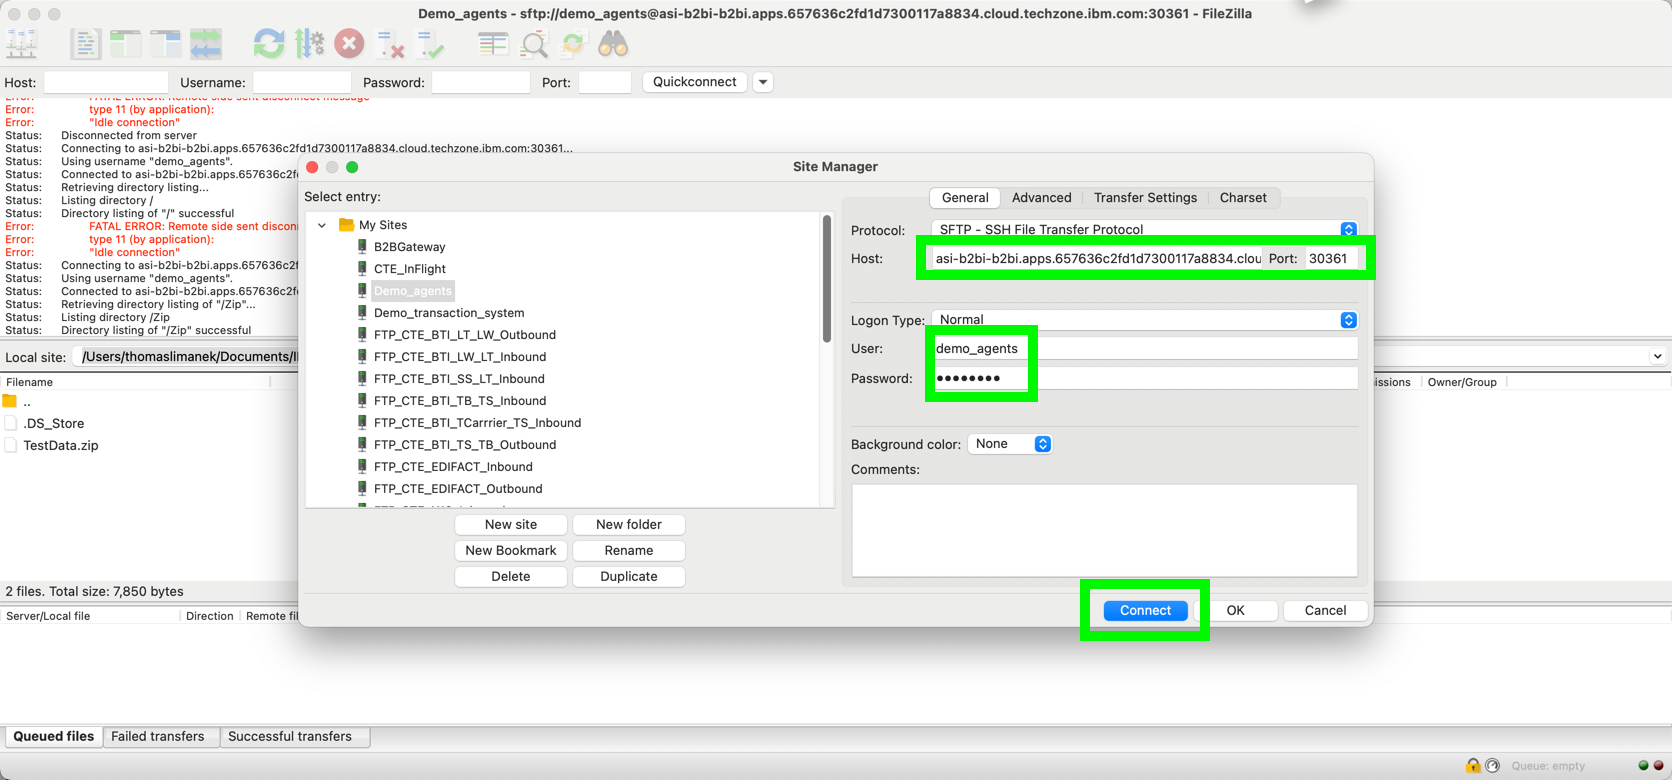 Demo_agents - sftp://demo_agents@asi-b2bi-b2bi.apps.657636c2fd1d7300117a8834.cloud.techzone.ibm.com:30361 - FileZilla
Host: Username: Password: Port: Quickconnect
Error: FATAL ERROR: Remote side sent disconnect message
Error: type 11 (by application):
Error: "Idle connection"
Status: Disconnected from server
Status: Connecting to asi-b2bi-b2bi.apps.657636c2fd1d7300117a8834.cloud.techzone.ibm.com:30361...
Status: Using username "demo_agents".
Status: Connected to asi-b2bi-b2bi.apps.657636c2f
Status: Retrieving directory listing...
Status: Listing directory /
Status: Directory listing of "/" successful
Error: FATAL ERROR: Remote side sent discon
Error: type 11 (by application):
Error: "Idle connection"
Status: Connecting to asi-b2bi-b2bi.apps.657636c2f
Status: Using username "demo_agents".
Status: Connected to asi-b2bi-b2bi.apps.657636c2f
Status: Retrieving directory listing of "/Zip"...
Status: Listing directory /Zip
Status: Directory listing of "/Zip" successful
Local site: /Users/thomaslimanek/Documents/I
Filename
..
.DS_Store
TestData.zip
2 files. Total size: 7,850 bytes
Server/Local file Direction Remote fil
Site Manager
Select entry:
My Sites
B2BGateway
CTE_InFlight
Demo_agents
Demo_transaction_system
FTP_CTE_BTI_LT_LW_Outbound
FTP_CTE_BTI_LW_LT_Inbound
FTP_CTE_BTI_SS_LT_Inbound
FTP_CTE_BTI_TB_TS_Inbound
FTP_CTE_BTI_TCarrrier_TS_Inbound
FTP_CTE_BTI_TS_TB_Outbound
FTP_CTE_EDIFACT_Inbound
FTP_CTE_EDIFACT_Outbound
New site New folder
New Bookmark Rename
Delete Duplicate
General Advanced Transfer Settings Charset
Protocol: SFTP - SSH File Transfer Protocol
Host: asi-b2bi-b2bi.apps.657636c2fd1d7300117a8834.clou Port: 30361
Logon Type: Normal
User: demo_agents
Password: ●●●●●●●●
Background color: None
Comments:
Connect OK Cancel
issions Owner/Group
Queued files Failed transfers Successful transfers
Queue: empty